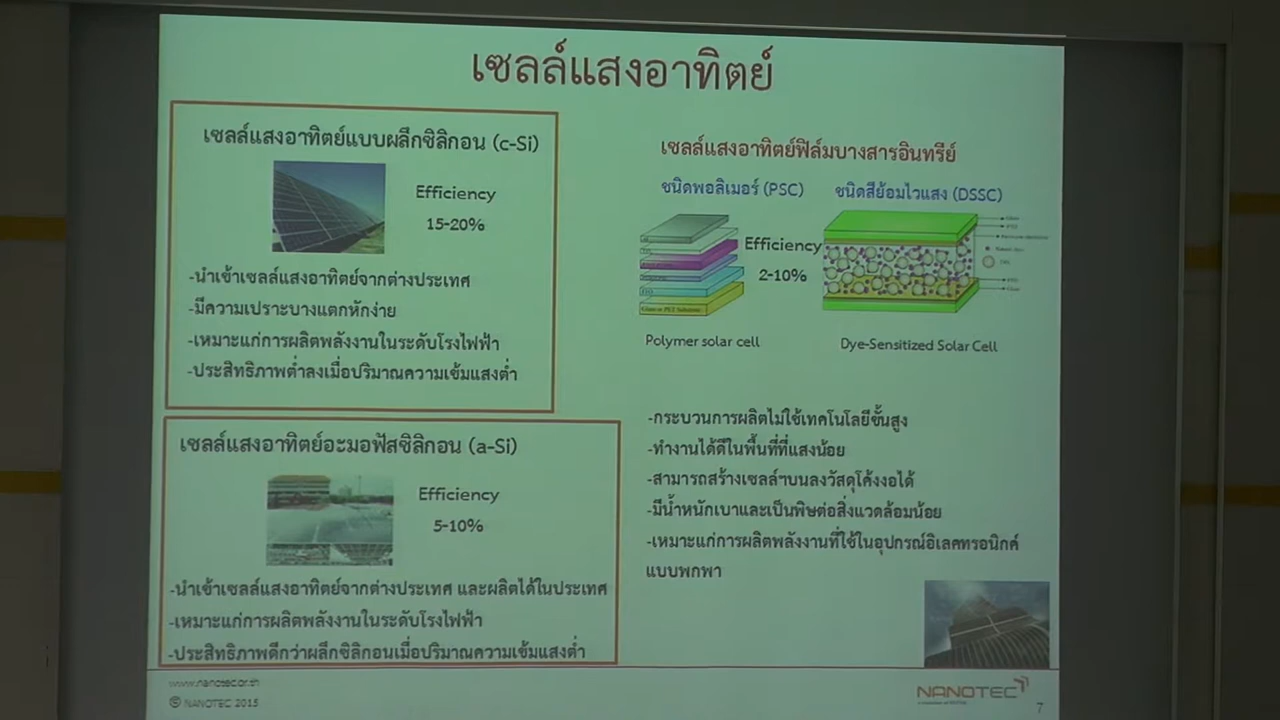 เซลล์แสงอาทิตย์
เซลล์แสงอาทิตย์แบบผลึกซิลิกอน (c-Si)
Efficiency
15-20%
-นำเข้าเซลล์แสงอาทิตย์จากต่างประเทศ
-มีความเปราะบางแตกหักง่าย
-เหมาะแก่การผลิตพลังงานในระดับโรงไฟฟ้า
-ประสิทธิภาพต่ำลงเมื่อปริมาณความเข้มแสงต่ำ
เซลล์แสงอาทิตย์อะมอฟัสซิลิกอน (a-Si)
Efficiency
5-10%
-นำเข้าเซลล์แสงอาทิตย์จากต่างประเทศ และผลิตได้ในประเทศ
-เหมาะแก่การผลิตพลังงานในระดับโรงไฟฟ้า
-ประสิทธิภาพดีกว่าผลึกซิลิกอนเมื่อปริมาณความเข้มแสงต่ำ
เซลล์แสงอาทิตย์ฟิล์มบางสารอินทรีย์
ชนิดพอลิเมอร์ (PSC)
ชนิดสีย้อมไวแสง (DSSC)
Efficiency
2-10%
Glass or PET Substrate
Polymer solar cell
Dye-Sensitized Solar Cell
-กระบวนการผลิตไม่ใช้เทคโนโลยีขั้นสูง
-ทำงานได้ดีในพื้นที่ที่แสงน้อย
-สามารถสร้างเซลล์ฯบนลงวัสดุโค้งงอได้
-มีน้ำหนักเบาและเป็นพิษต่อสิ่งแวดล้อมน้อย
-เหมาะแก่การผลิตพลังงานที่ใช้ในอุปกรณ์อิเลคทรอนิกค์
แบบพกพา
www.nanotec.or.th
© NANOTEC 2015
NANOTEC
7